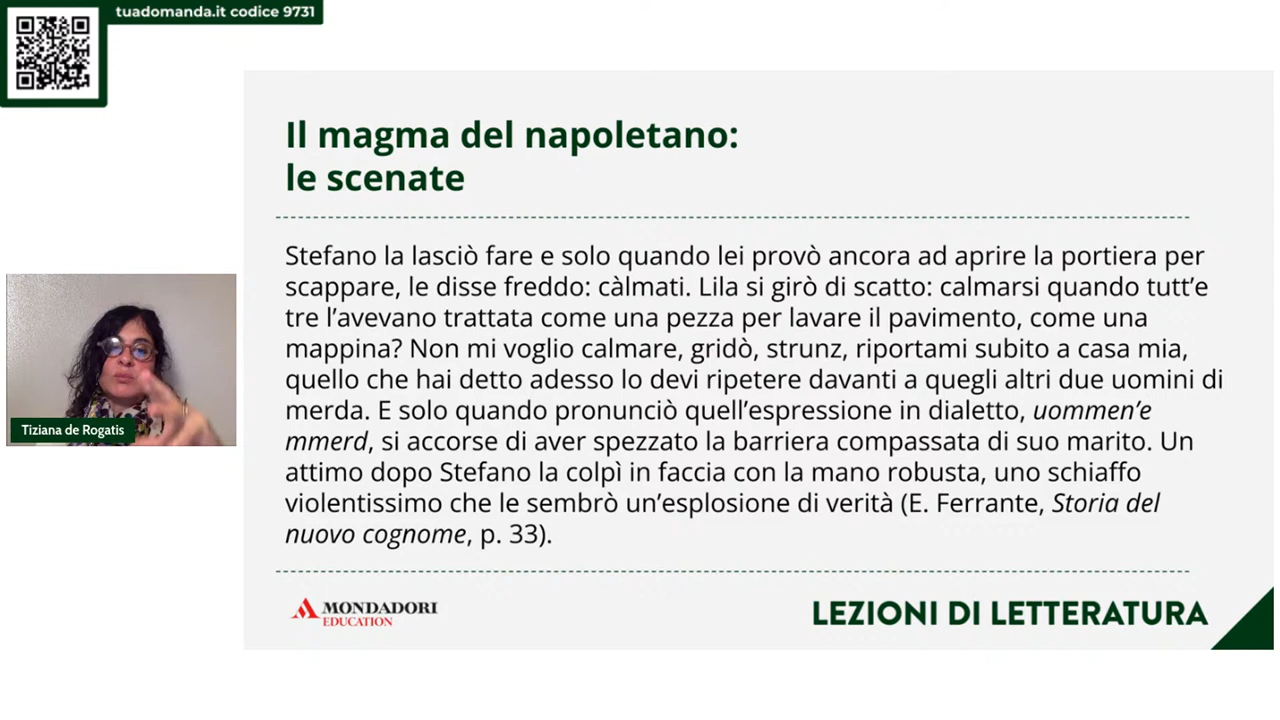 tuadomanda.it codice 9731
Il magma del napoletano:
le scenate
Stefano la lasciò fare e solo quando lei provò ancora ad aprire la portiera per
scappare, le disse freddo: càlmati. Lila si girò di scatto: calmarsi quando tutt’e
tre l’avevano trattata come una pezza per lavare il pavimento, come una
mappina? Non mi voglio calmare, gridò, strunz, riportami subito a casa mia,
quello che hai detto adesso lo devi ripetere davanti a quegli altri due uomini di
merda. E solo quando pronunciò quell’espressione in dialetto, uommen’e
mmerd, si accorse di aver spezzato la barriera compassata di suo marito. Un
attimo dopo Stefano la colpì in faccia con la mano robusta, uno schiaffo
violentissimo che le sembrò un’esplosione di verità (E. Ferrante, Storia del
nuovo cognome, p. 33).
Tiziana de Rogatis
MONDADORI
EDUCATION
LEZIONI DI LETTERATURA